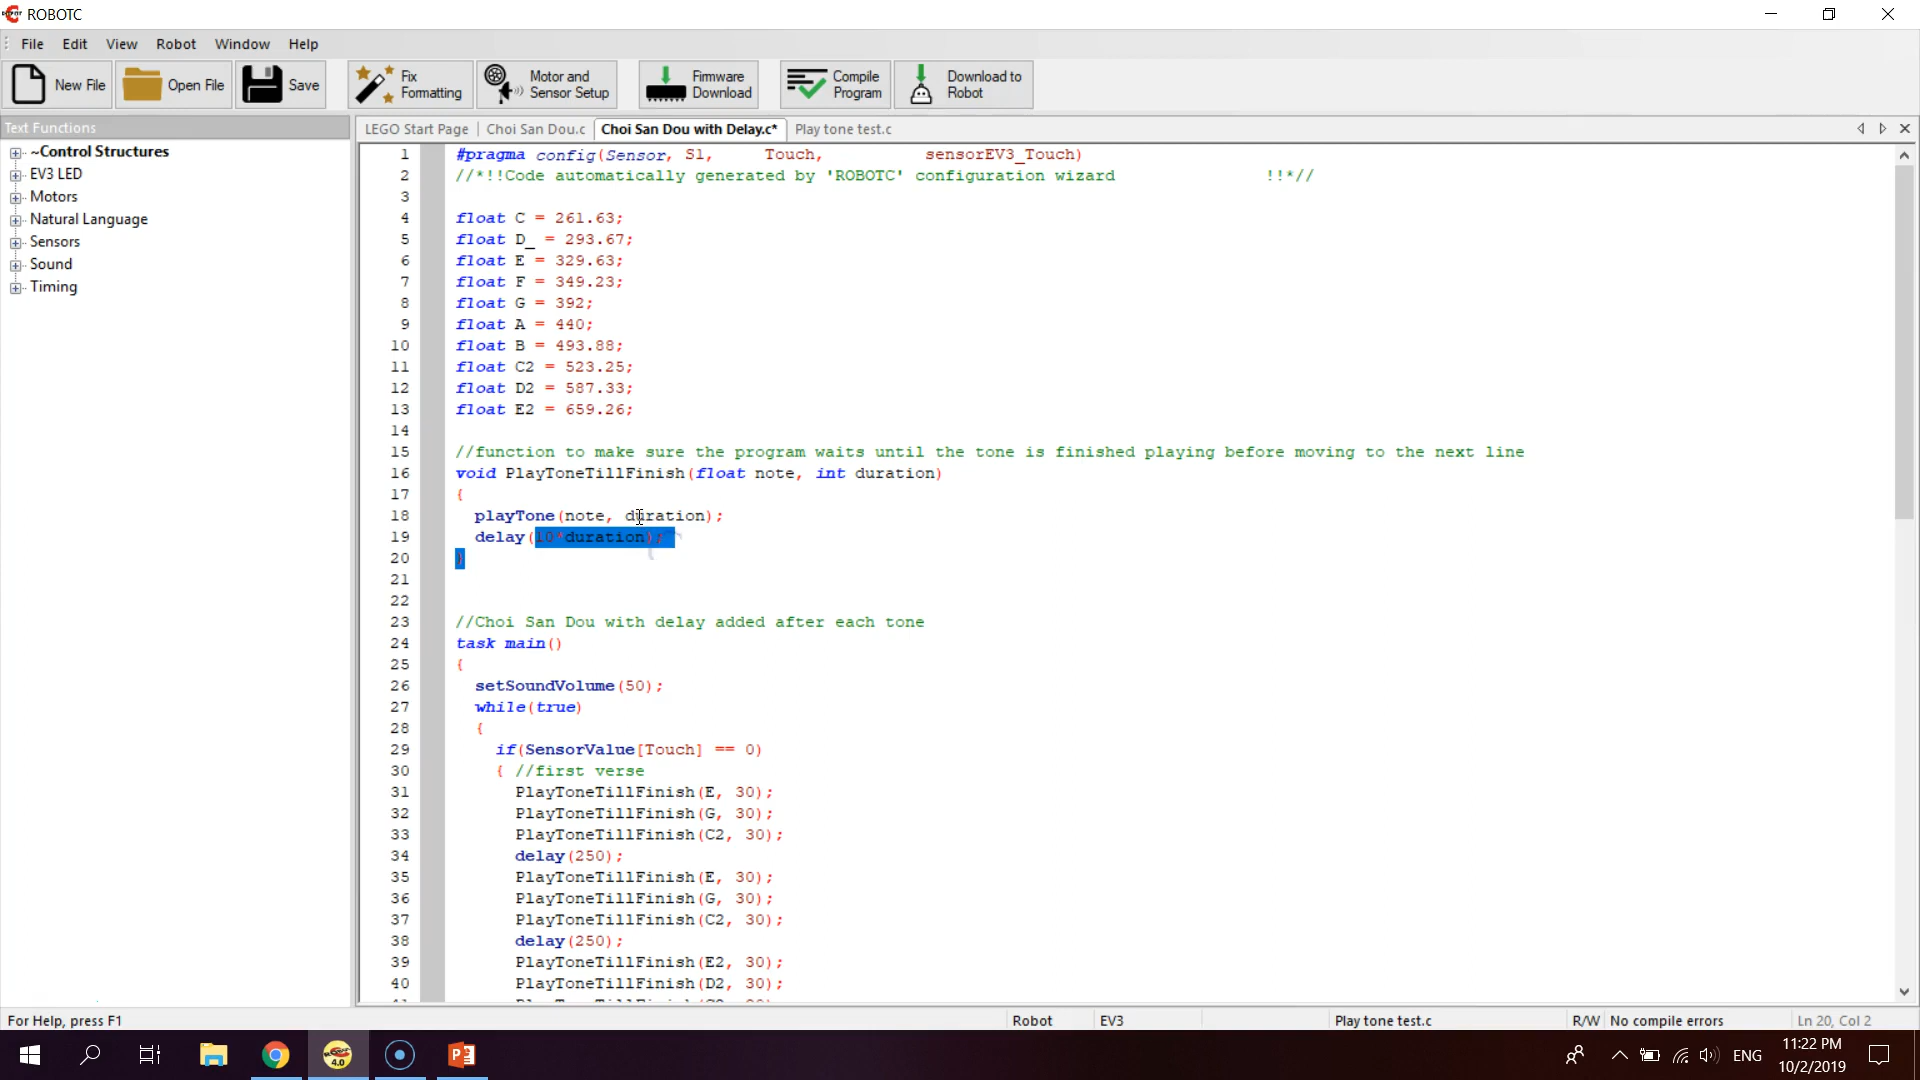 ROBOTC
File Edit View Robot Window Help
New File Open File Save Fix Formatting Motor and Sensor Setup Firmware Download Compile Program Download to Robot
Text Functions
~Control Structures
EV3 LED
Motors
Natural Language
Sensors
Sound
Timing
LEGO Start Page Choi San Dou.c Choi San Dou with Delay.c* Play tone test.c
1 #pragma config(Sensor, S1, Touch, sensorEV3_Touch)
2 //*!!Code automatically generated by 'ROBOTC' configuration wizard !!*//
3
4 float C = 261.63;
5 float D_ = 293.67;
6 float E = 329.63;
7 float F = 349.23;
8 float G = 392;
9 float A = 440;
10 float B = 493.88;
11 float C2 = 523.25;
12 float D2 = 587.33;
13 float E2 = 659.26;
14
15 //function to make sure the program waits until the tone is finished playing before moving to the next line
16 void PlayToneTillFinish(float note, int duration)
17 {
18 playTone(note, duration);
19 delay(10*duration);
20 }
21
22
23 //Choi San Dou with delay added after each tone
24 task main()
25 {
26 setSoundVolume(50);
27 while(true)
28 {
29 if(SensorValue[Touch] == 0)
30 { //first verse
31 PlayToneTillFinish(E, 30);
32 PlayToneTillFinish(G, 30);
33 PlayToneTillFinish(C2, 30);
34 delay(250);
35 PlayToneTillFinish(E, 30);
36 PlayToneTillFinish(G, 30);
37 PlayToneTillFinish(C2, 30);
38 delay(250);
39 PlayToneTillFinish(E2, 30);
40 PlayToneTillFinish(D2, 30);
For Help, press F1 Robot EV3 Play tone test.c R/W No compile errors Ln 20, Col 2
4.0 ENG 11:22 PM
10/2/2019